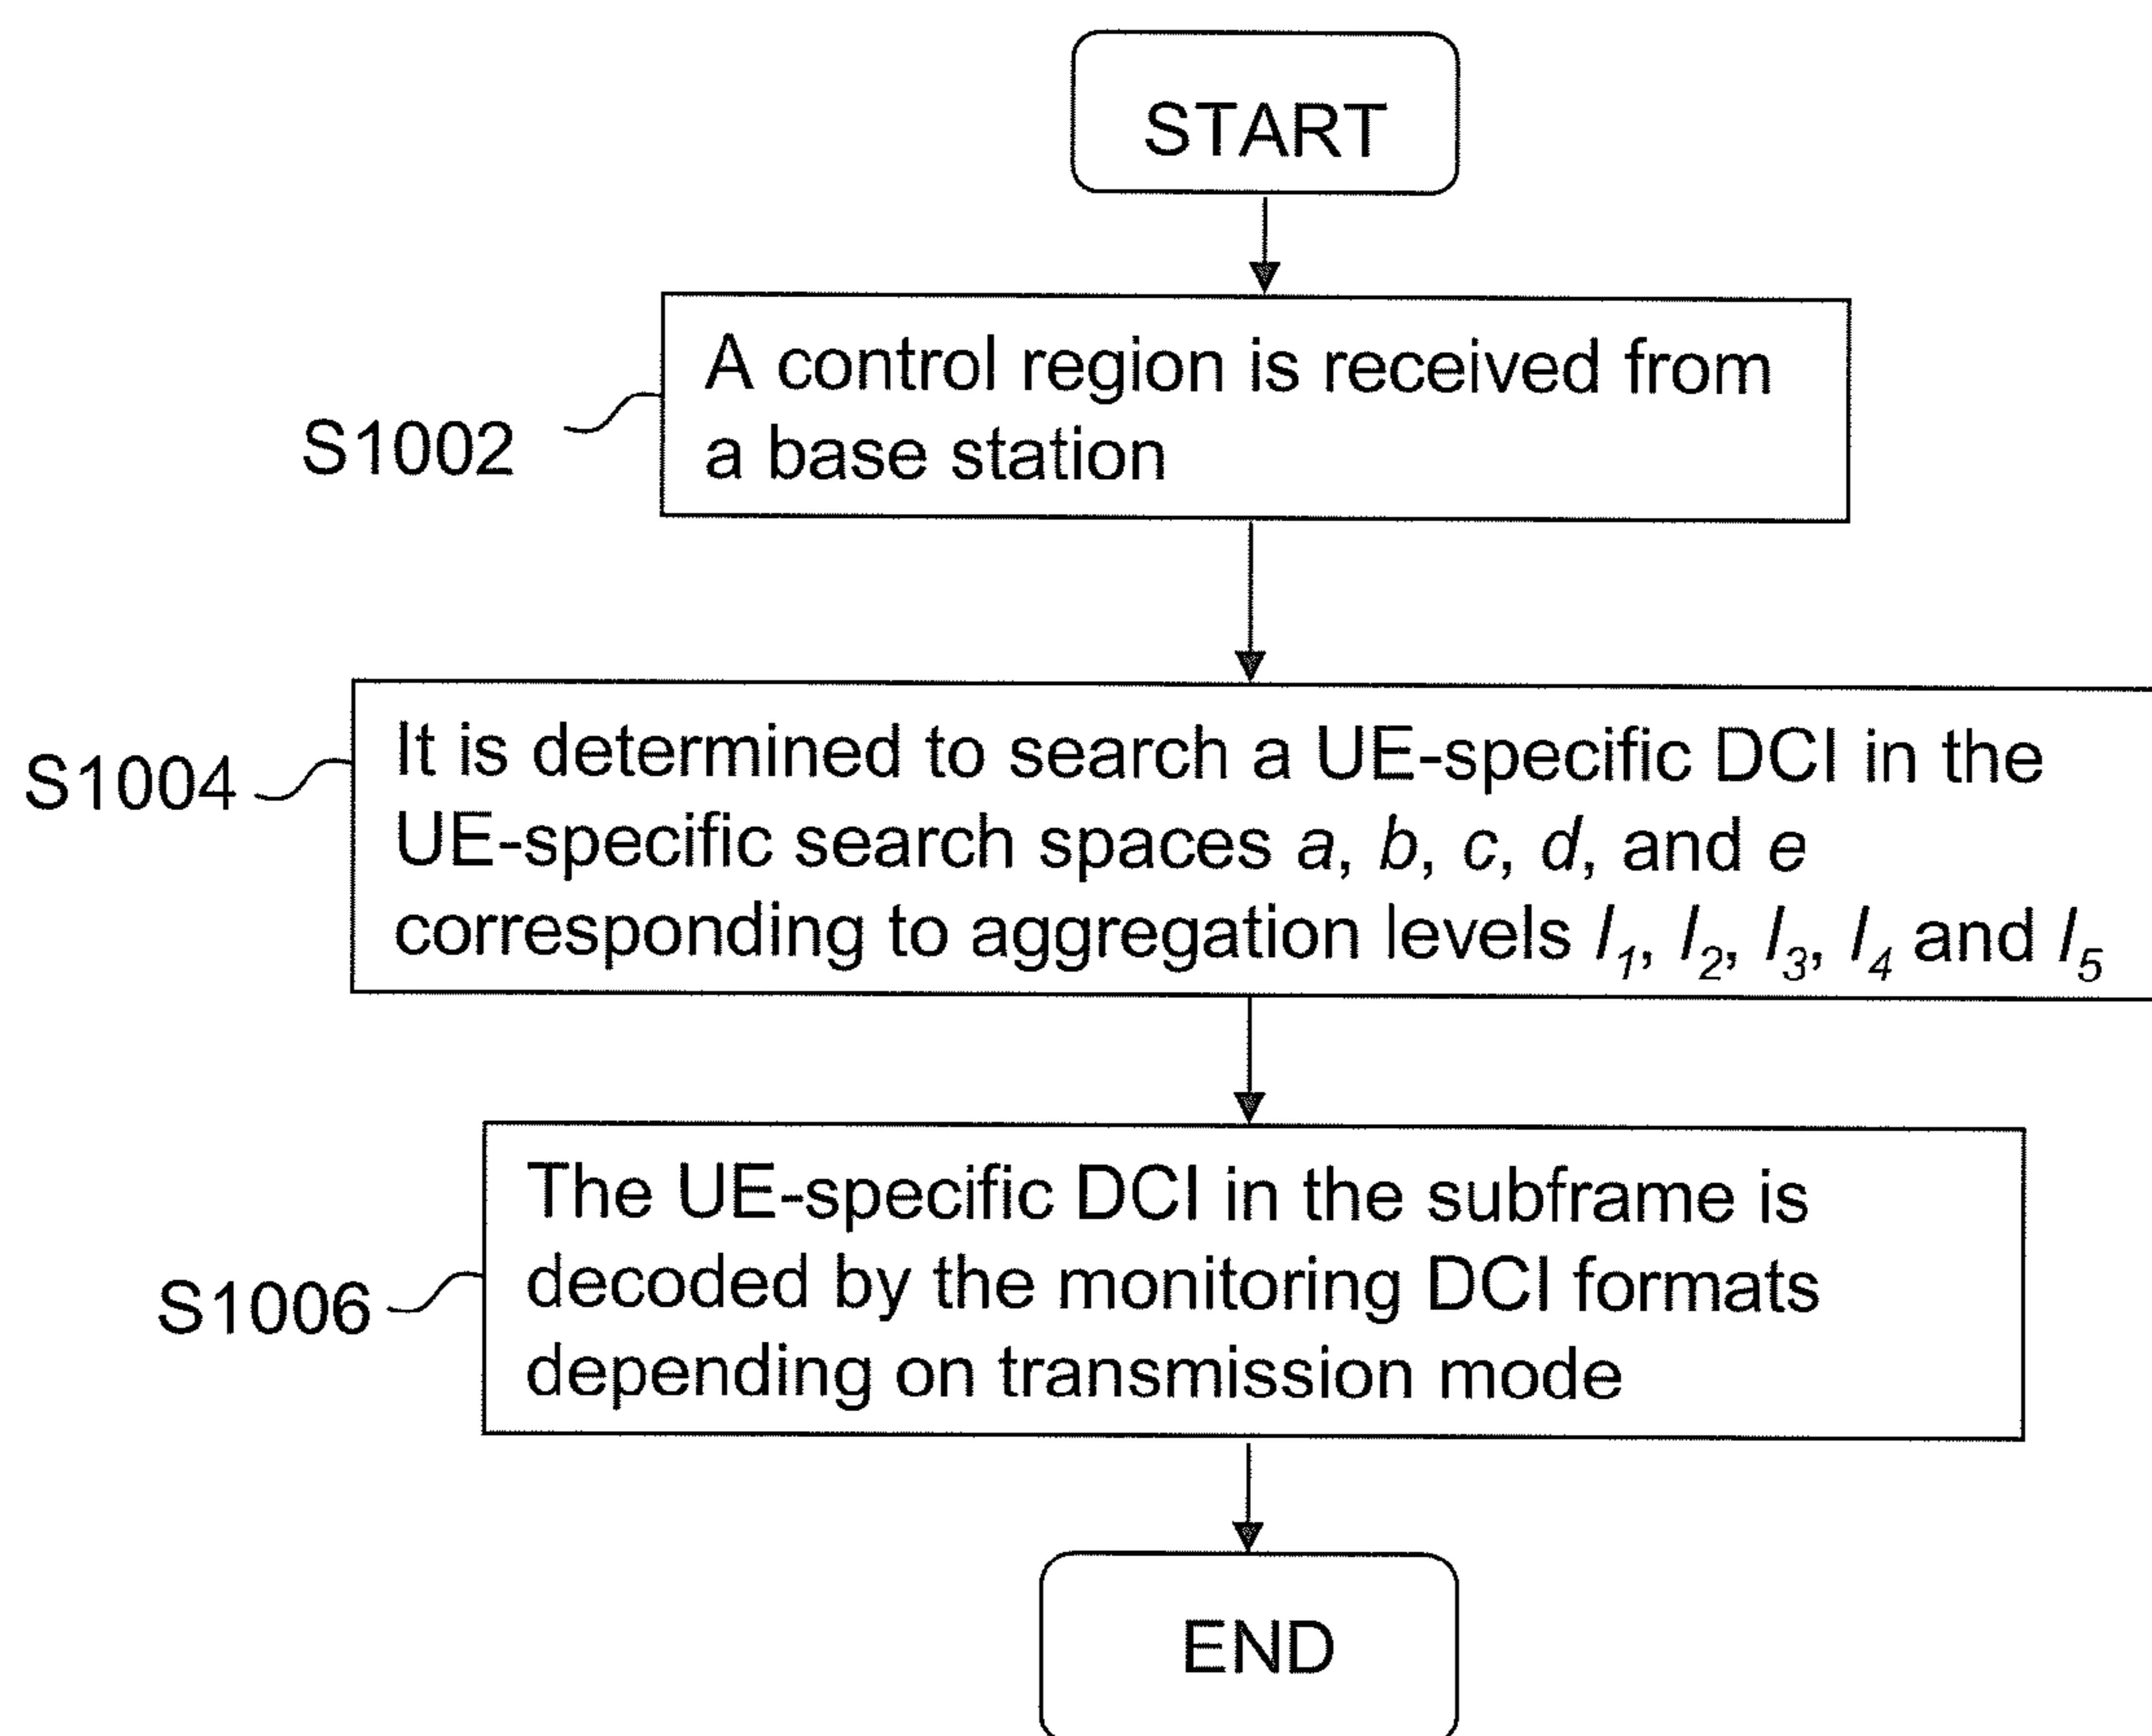 START
A control region is received from
a base station
S1002
It is determined to search a UE-specific DCI in the
UE-specific search spaces a, b, c, d, and e
corresponding to aggregation levels l1, l2, l3, l4 and l5
S1004
The UE-specific DCI in the subframe is
decoded by the monitoring DCI formats
depending on transmission mode
S1006
END